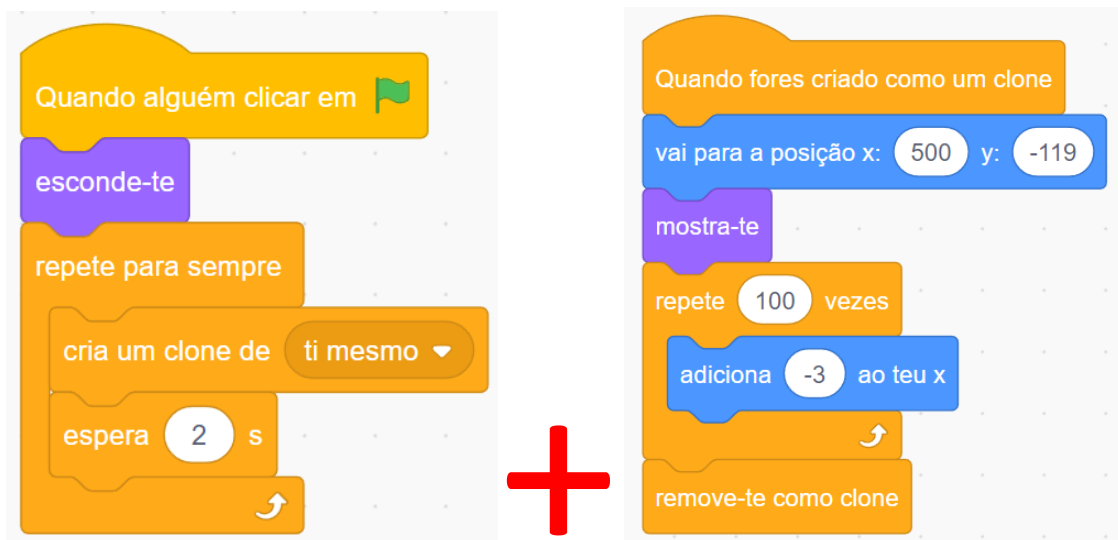 Quando alguém clicar em
esconde-te
repete para sempre
cria um clone de ti mesmo
espera 2 s
Quando fores criado como um clone
vai para a posição x: 500 y: -119
mostra-te
repete 100 vezes
adiciona -3 ao teu x
remove-te como clone